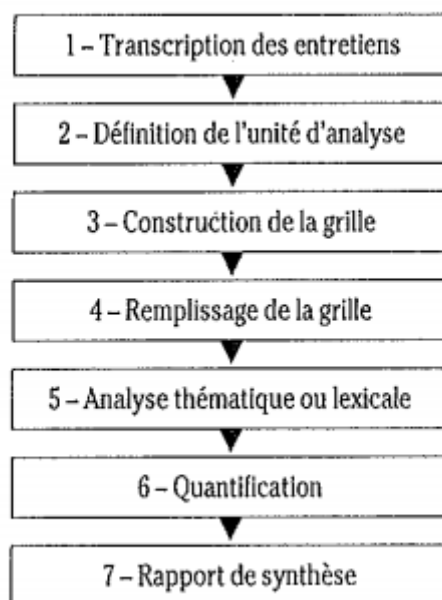 1 – Transcription des entretiens
2 – Définition de l'unité d'analyse
3 – Construction de la grille
4 – Remplissage de la grille
5 – Analyse thématique ou lexicale
6 – Quantification
7 – Rapport de synthèse